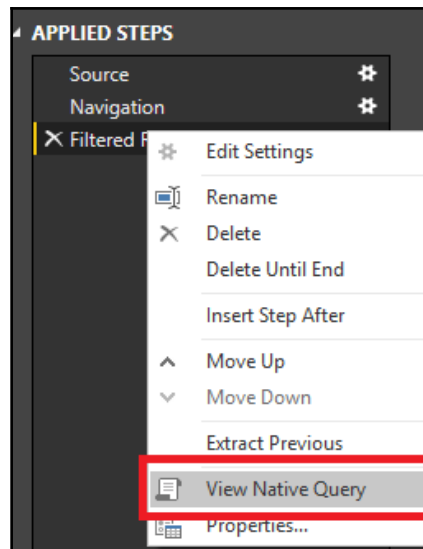 APPLIED STEPS
Source
Navigation
Filtered
Edit Settings
Rename
Delete
Delete Until End
Insert Step After
Move Up
Move Down
Extract Previous
View Native Query
Properties...